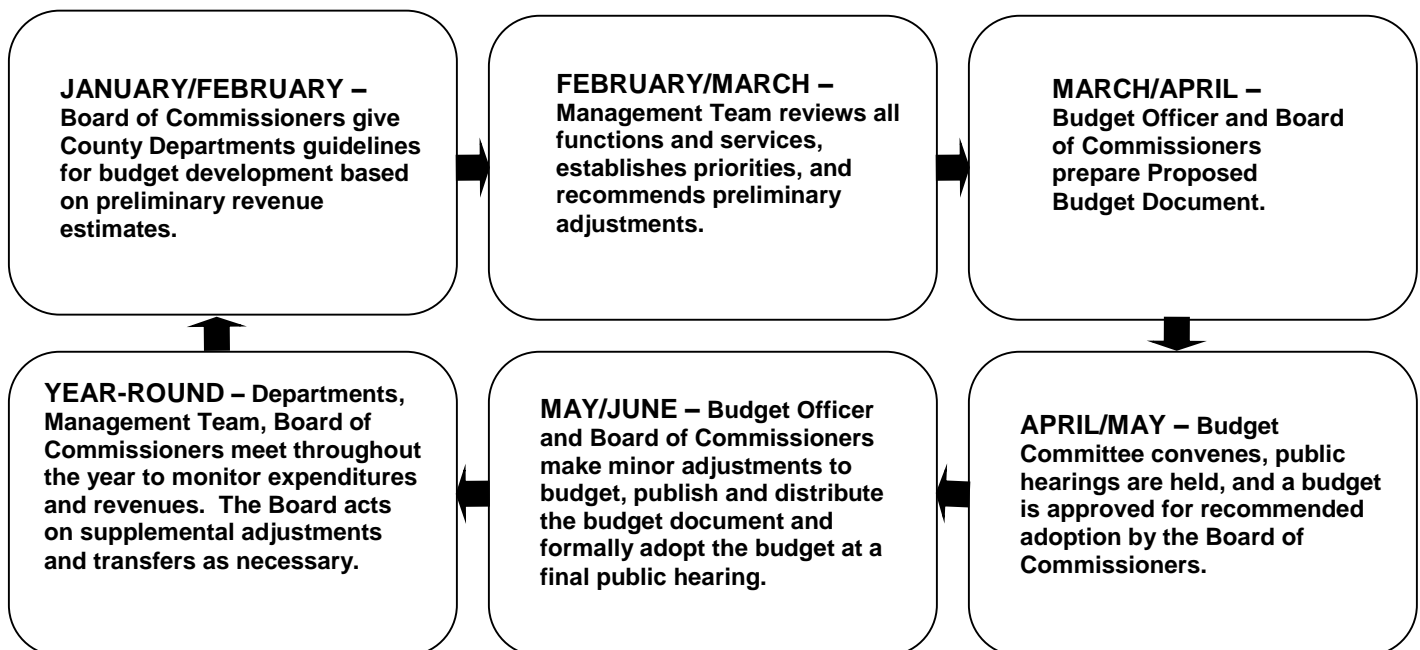 JANUARY/FEBRUARY –
Board of Commissioners give
County Departments guidelines
for budget development based
on preliminary revenue
estimates.
FEBRUARY/MARCH –
Management Team reviews all
functions and services,
establishes priorities, and
recommends preliminary
adjustments.
MARCH/APRIL –
Budget Officer and Board
of Commissioners
prepare Proposed
Budget Document.
APRIL/MAY – Budget
Committee convenes, public
hearings are held, and a budget
is approved for recommended
adoption by the Board of
Commissioners.
MAY/JUNE – Budget Officer
and Board of Commissioners
make minor adjustments to
budget, publish and distribute
the budget document and
formally adopt the budget at a
final public hearing.
YEAR-ROUND – Departments,
Management Team, Board of
Commissioners meet throughout
the year to monitor expenditures
and revenues.  The Board acts
on supplemental adjustments
and transfers as necessary.